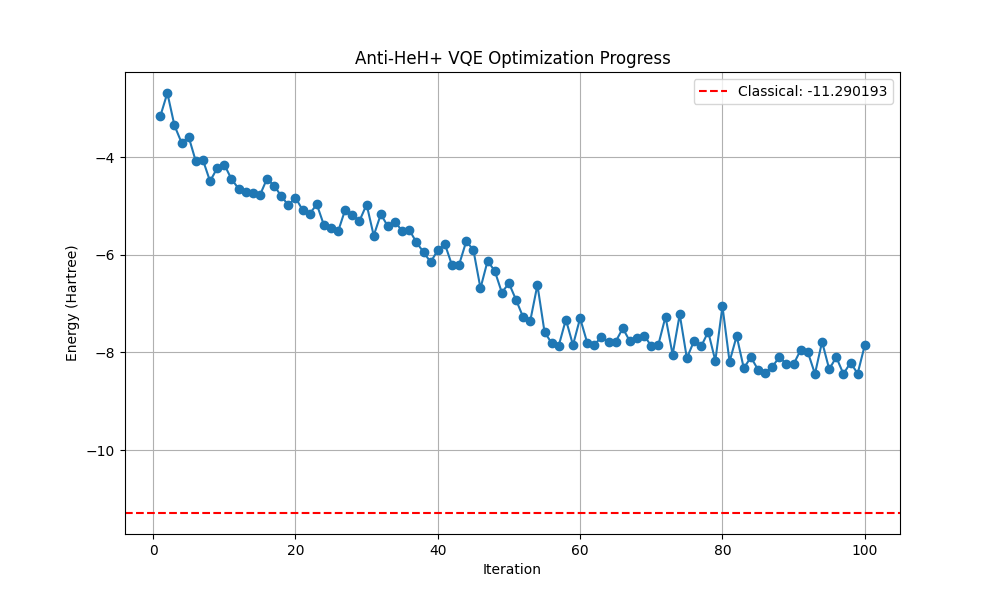 Anti-HeH+ VQE Optimization Progress
Classical: -11.290193
Energy (Hartree)
−4
−6
−8
−10
0 20 40 60 80 100
Iteration